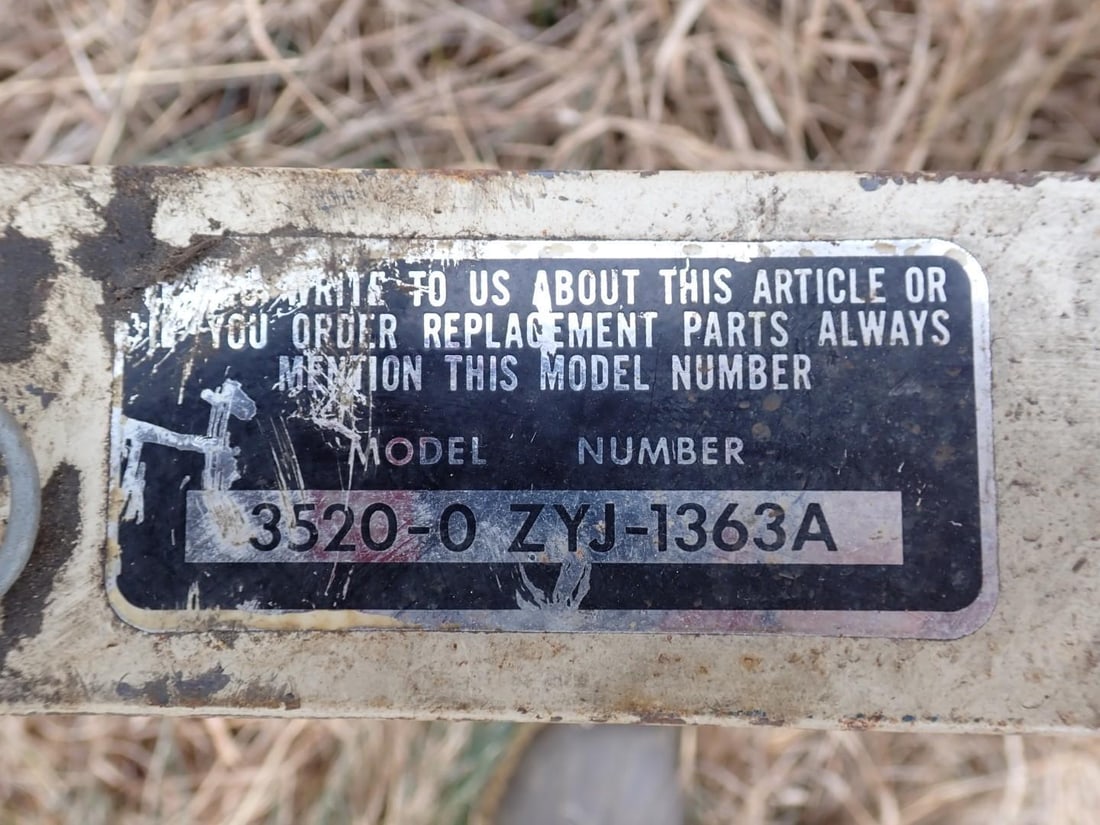 WRITE TO US ABOUT THIS ARTICLE OR
IF YOU ORDER REPLACEMENT PARTS ALWAYS
MENTION THIS MODEL NUMBER
MODEL NUMBER
3520-0 ZYJ-1363A